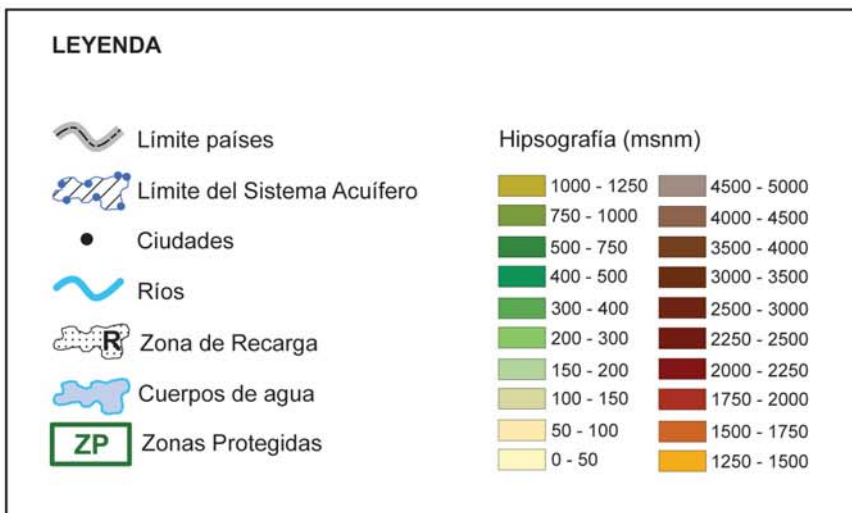 LEYENDA
Límite países
Límite del Sistema Acuífero
Ciudades
Ríos
R Zona de Recarga
Cuerpos de agua
ZP Zonas Protegidas
Hipsografía (msnm)
1000 - 1250
750 - 1000
500 - 750
400 - 500
300 - 400
200 - 300
150 - 200
100 - 150
50 - 100
0 - 50
4500 - 5000
4000 - 4500
3500 - 4000
3000 - 3500
2500 - 3000
2250 - 2500
2000 - 2250
1750 - 2000
1500 - 1750
1250 - 1500